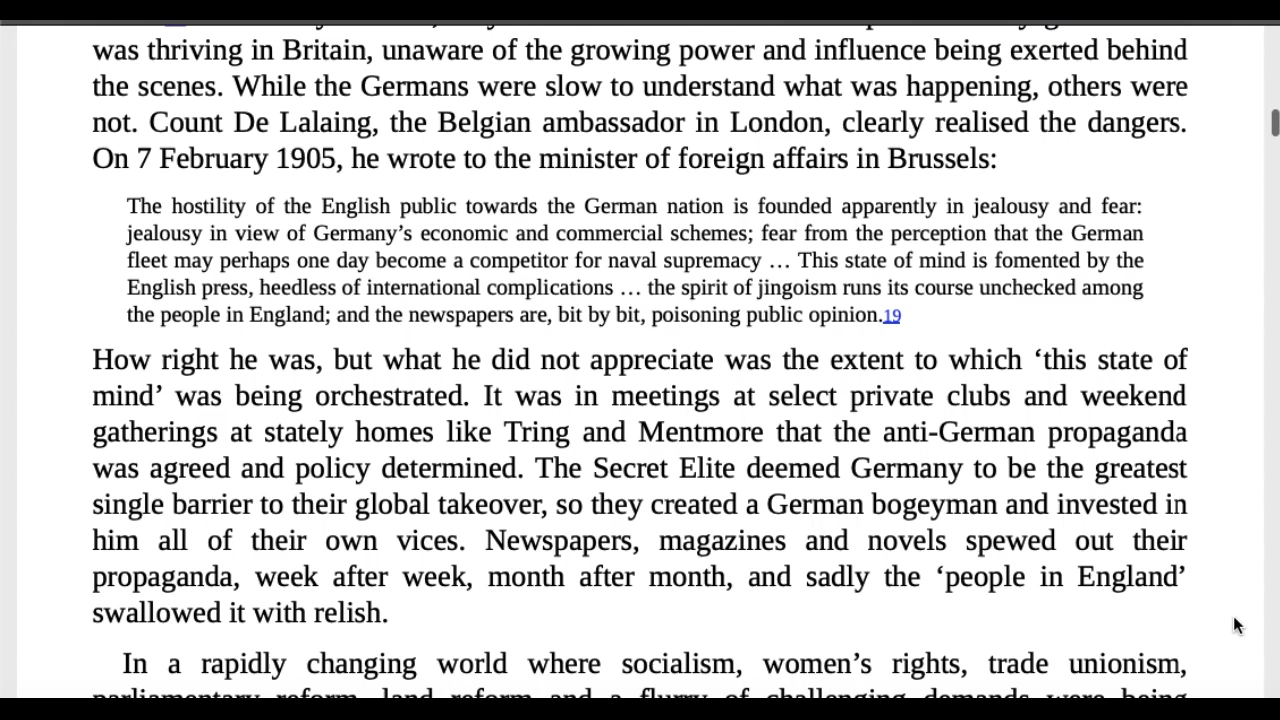 was thriving in Britain, unaware of the growing power and influence being exerted behind
the scenes. While the Germans were slow to understand what was happening, others were
not. Count De Lalaing, the Belgian ambassador in London, clearly realised the dangers.
On 7 February 1905, he wrote to the minister of foreign affairs in Brussels:
The hostility of the English public towards the German nation is founded apparently in jealousy and fear:
jealousy in view of Germany’s economic and commercial schemes; fear from the perception that the German
fleet may perhaps one day become a competitor for naval supremacy … This state of mind is fomented by the
English press, heedless of international complications … the spirit of jingoism runs its course unchecked among
the people in England; and the newspapers are, bit by bit, poisoning public opinion.19
How right he was, but what he did not appreciate was the extent to which ‘this state of
mind’ was being orchestrated. It was in meetings at select private clubs and weekend
gatherings at stately homes like Tring and Mentmore that the anti-German propaganda
was agreed and policy determined. The Secret Elite deemed Germany to be the greatest
single barrier to their global takeover, so they created a German bogeyman and invested in
him all of their own vices. Newspapers, magazines and novels spewed out their
propaganda, week after week, month after month, and sadly the ‘people in England’
swallowed it with relish.
In a rapidly changing world where socialism, women’s rights, trade unionism,
parliamentary reform, land reform and a flurry of challenging demands were being